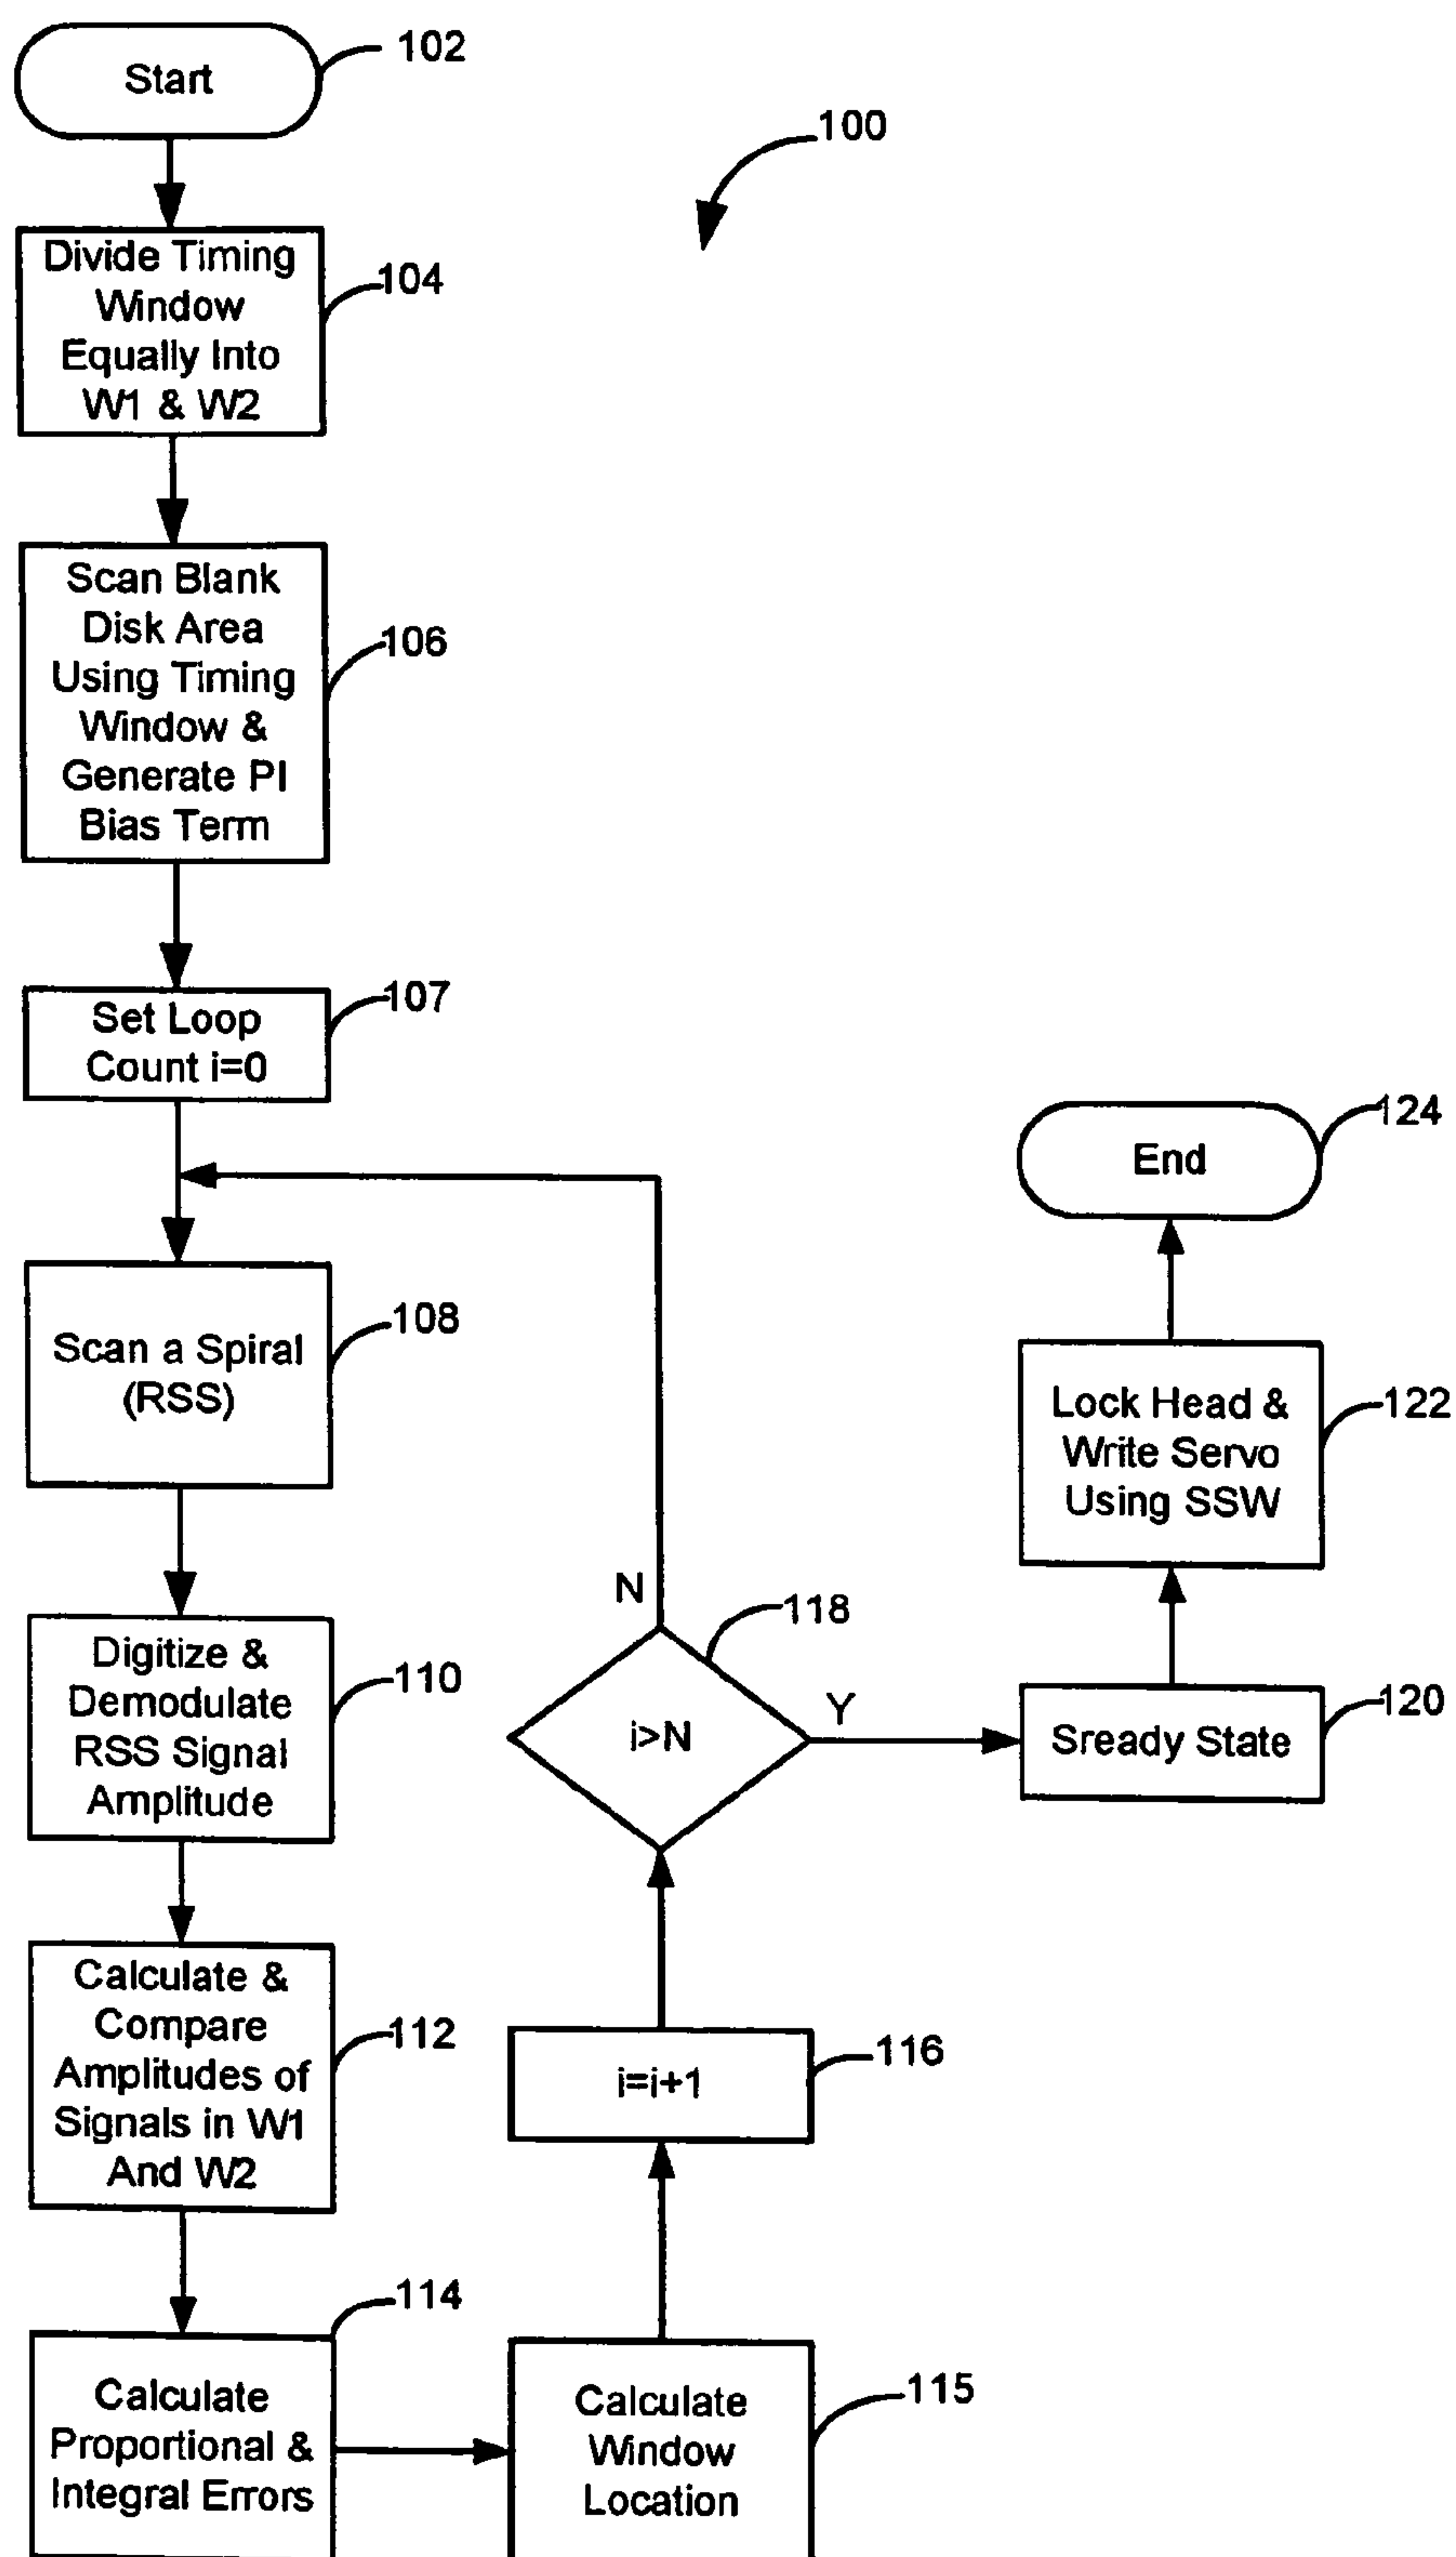 Start
102
100
Divide Timing
Window
Equally Into
W1 & W2
104
Scan Blank
Disk Area
Using Timing
Window &
Generate PI
Bias Term
106
Set Loop
Count i=0
107
Scan a Spiral
(RSS)
108
Digitize &
Demodulate
RSS Signal
Amplitude
110
Calculate &
Compare
Amplitudes of
Signals in W1
And W2
112
Calculate
Proportional &
Integral Errors
114
Calculate
Window
Location
115
i=i+1
116
i>N
118
N
Y
Sready State
120
Lock Head &
Write Servo
Using SSW
122
End
124